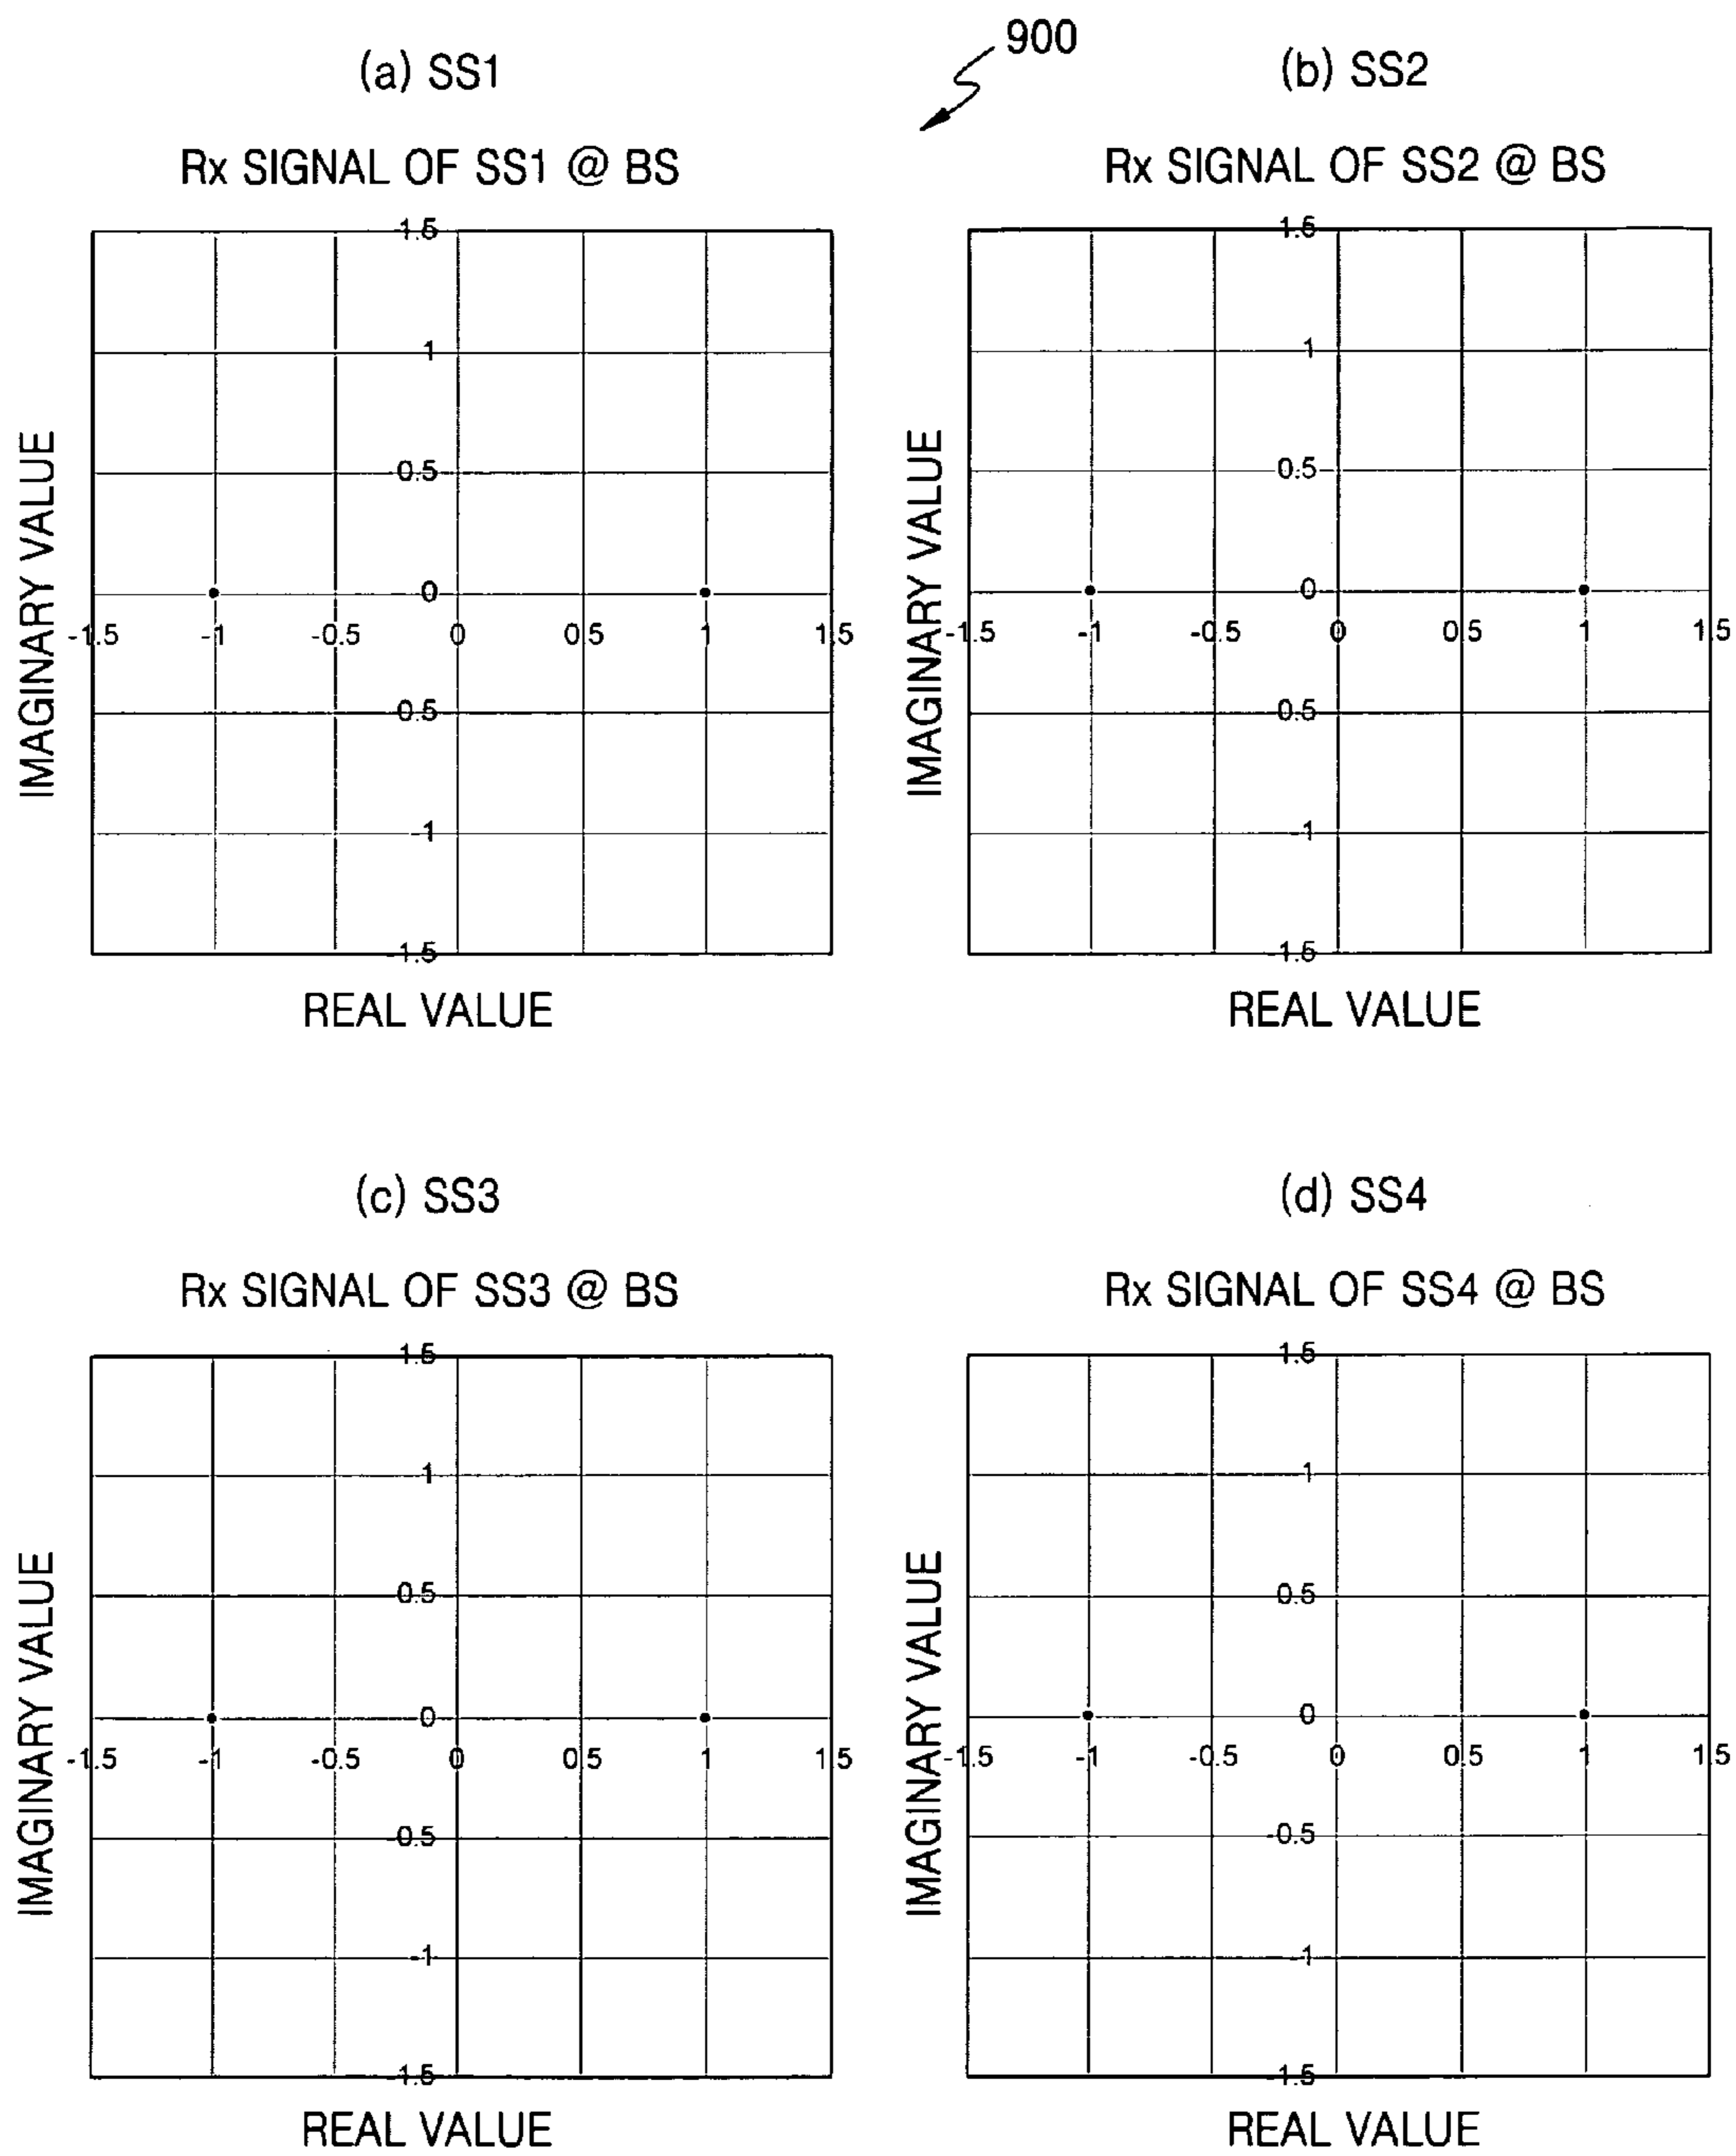 900
(a) SS1
Rx SIGNAL OF SS1 @ BS
1.5
1
0.5
0
-1.5 -1 -0.5 0 0.5 1 1.5
0.5
-1
1.5
IMAGINARY VALUE
REAL VALUE
(b) SS2
Rx SIGNAL OF SS2 @ BS
1.5
1
0.5
0
-1.5 -1 -0.5 0 0.5 1 1.5
0.5
-1
1.5
IMAGINARY VALUE
REAL VALUE
(c) SS3
Rx SIGNAL OF SS3 @ BS
1.5
1
0.5
0
-1.5 -1 -0.5 0 0.5 1 1.5
-0.5
-1
1.5
IMAGINARY VALUE
REAL VALUE
(d) SS4
Rx SIGNAL OF SS4 @ BS
1.5
1
0.5
0
-1.5 -1 -0.5 0 0.5 1 1.5
-0.5
-1
1.5
IMAGINARY VALUE
REAL VALUE